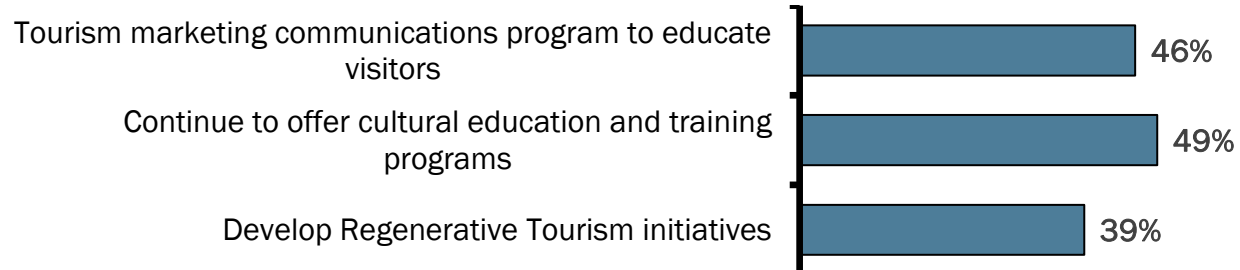 Tourism marketing communications program to educate
visitors
46%
Continue to offer cultural education and training
programs
49%
Develop Regenerative Tourism initiatives
39%